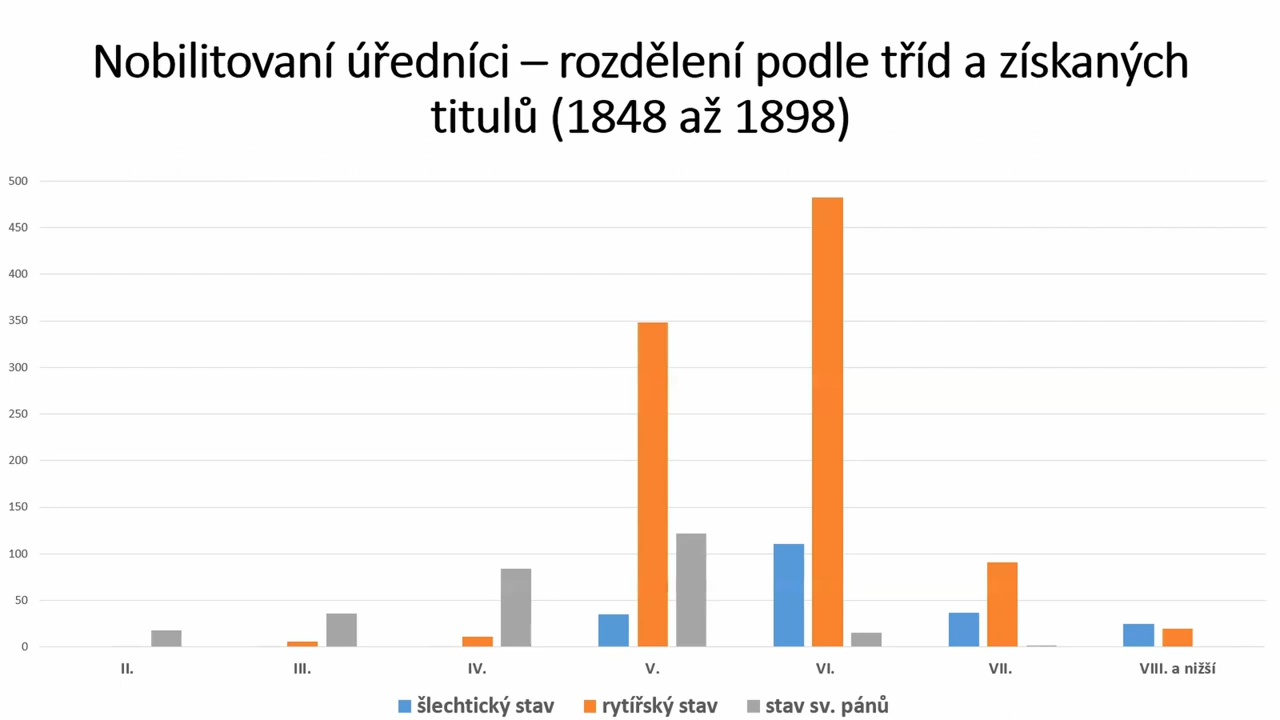 Nobilitovaní úředníci – rozdělení podle tříd a získaných
titulů (1848 až 1898)
500
450
400
350
300
250
200
150
100
50
0
II. III. IV. V. VI. VII. VIII. a nižší
šlechtický stav rytířský stav stav sv. pánů